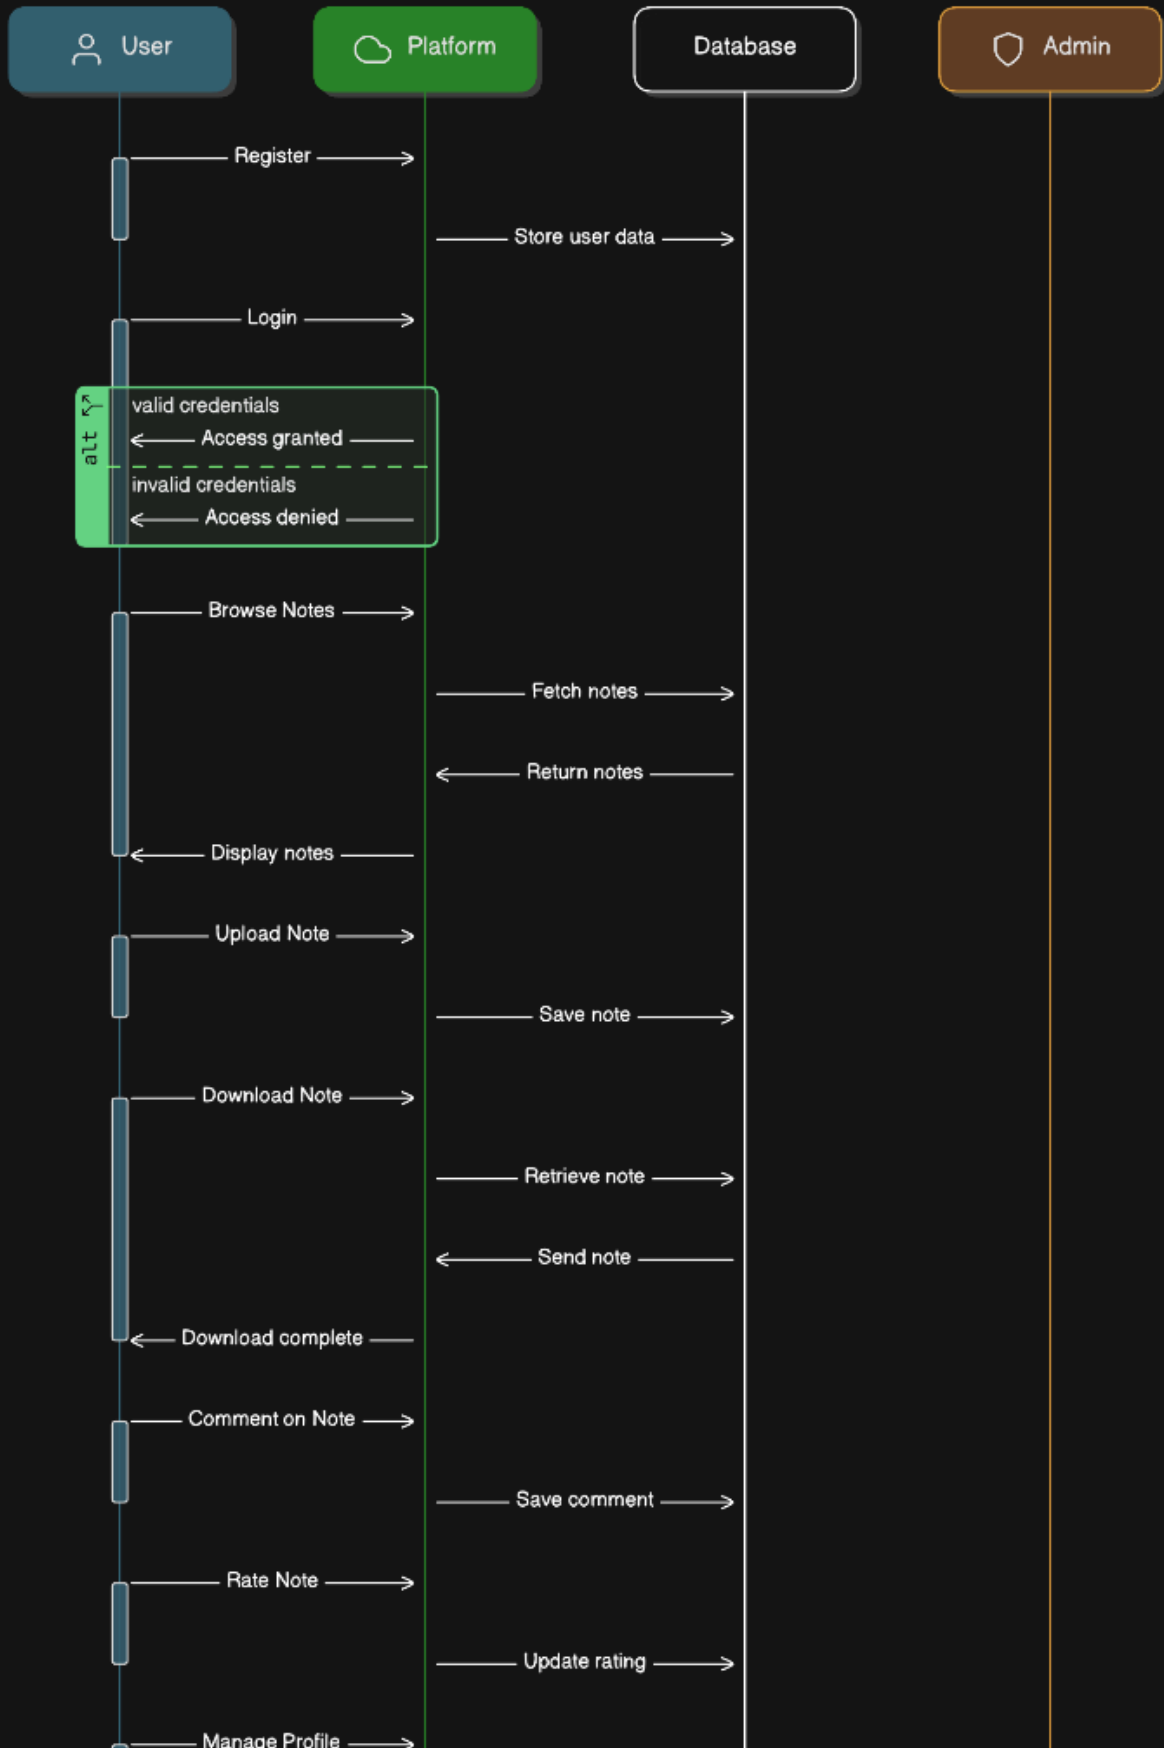 User
Platform
Database
Admin
Register
Store user data
Login
alt
valid credentials
Access granted
invalid credentials
Access denied
Browse Notes
Fetch notes
Return notes
Display notes
Upload Note
Save note
Download Note
Retrieve note
Send note
Download complete
Comment on Note
Save comment
Rate Note
Update rating
Manage Profile